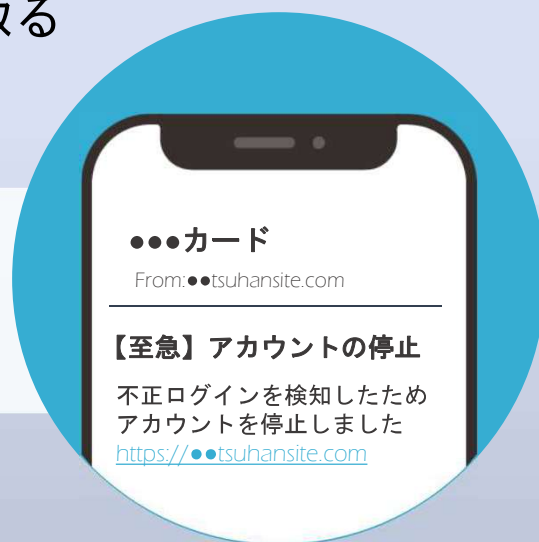 る
●●●カード
From:●●tsuhansite.com
【至急】アカウントの停止
不正ログインを検知したため
アカウントを停止しました
https://●●tsuhansite.com